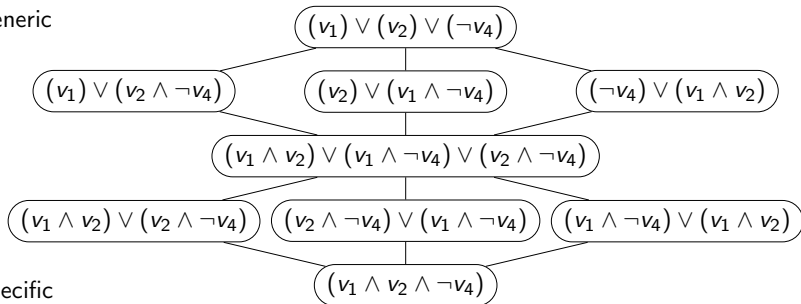 eneric
(v₁) ∨ (v₂) ∨ (¬v₄)
(v₁) ∨ (v₂ ∧ ¬v₄) (v₂) ∨ (v₁ ∧ ¬v₄) (¬v₄) ∨ (v₁ ∧ v₂)
(v₁ ∧ v₂) ∨ (v₁ ∧ ¬v₄) ∨ (v₂ ∧ ¬v₄)
(v₁ ∧ v₂) ∨ (v₂ ∧ ¬v₄) (v₂ ∧ ¬v₄) ∨ (v₁ ∧ ¬v₄) (v₁ ∧ ¬v₄) ∨ (v₁ ∧ v₂)
(v₁ ∧ v₂ ∧ ¬v₄)
ecific